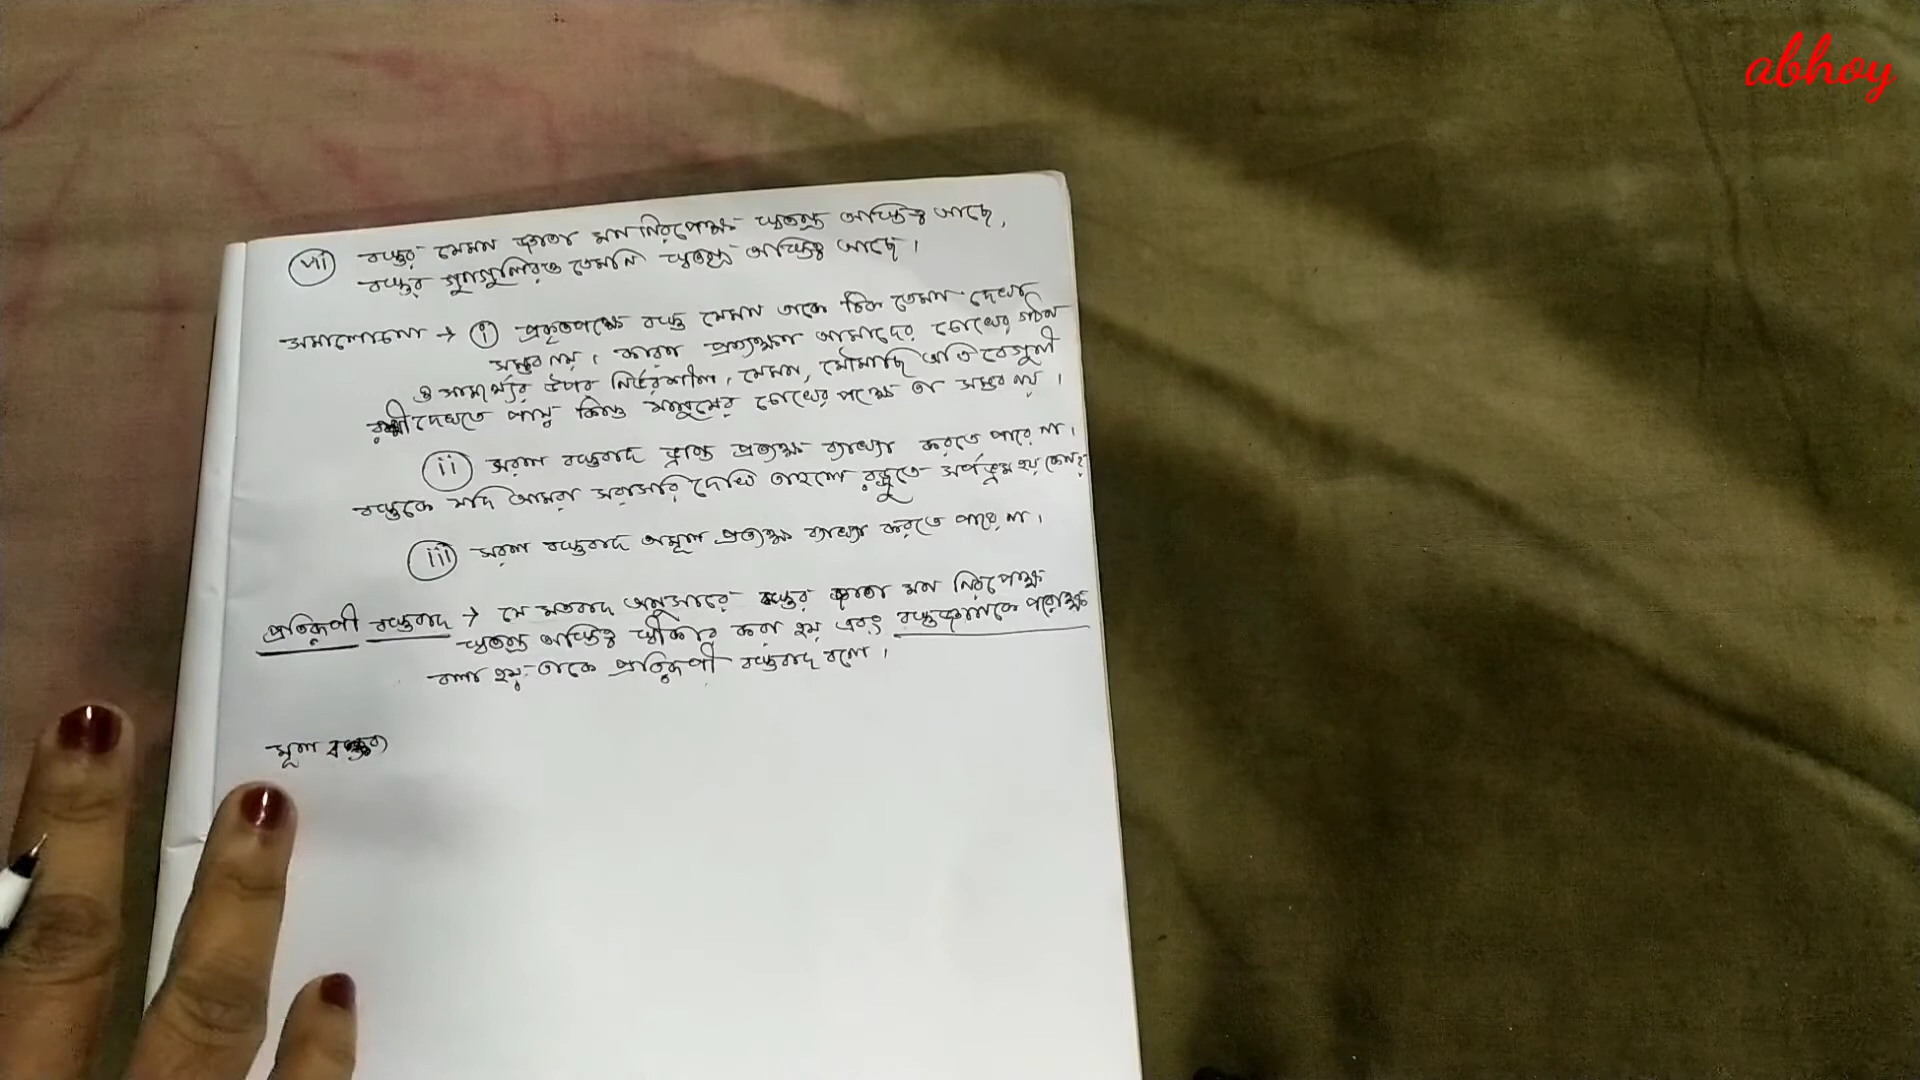 abhoy
vii বস্তুর যেমন জ্ঞাতা মন নিরপেক্ষ স্বতন্ত্র অস্তিত্ব আছে,
বস্তুর গুণগুলিরও তেমনি স্বতন্ত্র অস্তিত্ব আছে।
সমালোচনা → i প্রকৃতপক্ষে বস্তু যেমন তাকে ঠিক তেমন দেখা
সম্ভব নয়। কারণ প্রত্যক্ষণ আমাদের চোখের গঠন
ও সামর্থ্যের উপর নির্ভরশীল। যেমন, মৌমাছি অতি বেগুনী
রশ্মী দেখতে পায় কিন্তু মানুষের চোখের পক্ষে তা সম্ভব নয়।
ii সরল বস্তুবাদ ভ্রান্ত প্রত্যক্ষ ব্যাখ্যা করতে পারে না।
বস্তুকে যদি আমরা সরাসরি দেখি তাহলে রজ্জুতে সর্পভ্রম হয় কেন?
iii সরল বস্তুবাদ অমূল প্রত্যক্ষ ব্যাখ্যা করতে পারে না।
প্রতিরূপী বস্তুবাদ → যে মতবাদ অনুসারে বস্তুর জ্ঞাতা মন নিরপেক্ষ
স্বতন্ত্র অস্তিত্ব স্বীকার করা হয় এবং বস্তুজ্ঞানকে পরোক্ষ
বলা হয় তাকে প্রতিরূপী বস্তুবাদ বলে।
মূল